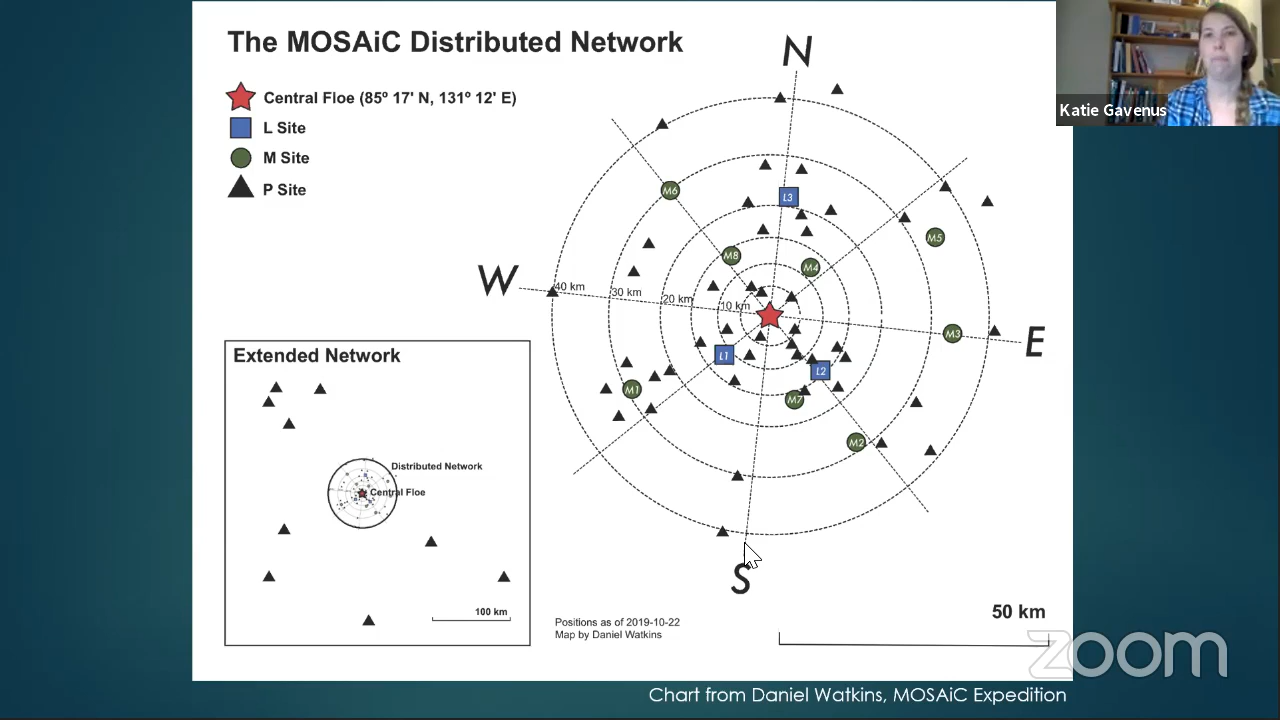 The MOSAiC Distributed Network
Central Floe (85º 17' N, 131º 12' E)
L Site
M Site
P Site
Katie Gavenus
N
M6
L3
M5
M8
M4
W
40 km
30 km
20 km
10 km
M3
E
L1
L2
M1
M7
M2
S
Extended Network
Distributed Network
Central Floe
100 km
Positions as of 2019-10-22
Map by Daniel Watkins
50 km
zoom
Chart from Daniel Watkins, MOSAiC Expedition